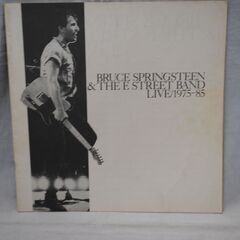 BRUCE SPRINGSTEEN
& THE E STREET BAND
LIVE/1975-85